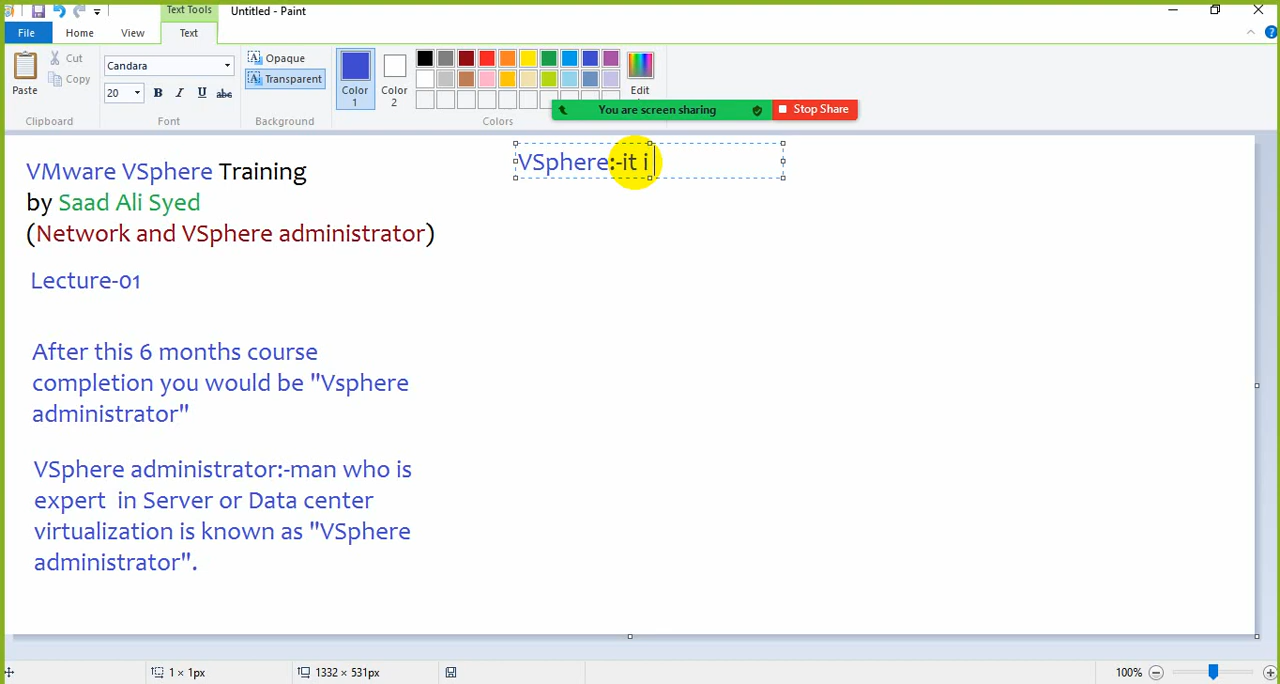 Untitled - Paint
Text Tools
File
Home
View
Text
Paste
Cut
Copy
Clipboard
Candara
20
B I U abc
Font
Opaque
Transparent
Background
Color 1
Color 2
Edit
Colors
You are screen sharing
Stop Share
VMware VSphere Training
by Saad Ali Syed
(Network and VSphere administrator)
Lecture-01
After this 6 months course
completion you would be "Vsphere
administrator"
VSphere administrator:-man who is
expert  in Server or Data center
virtualization is known as "VSphere
administrator".
VSphere:-it i
1 × 1px
1332 × 531px
100%